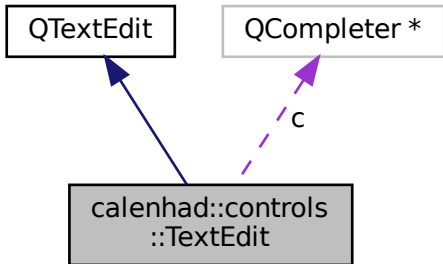 QTextEdit
QCompleter *
c
calenhad::controls
::TextEdit